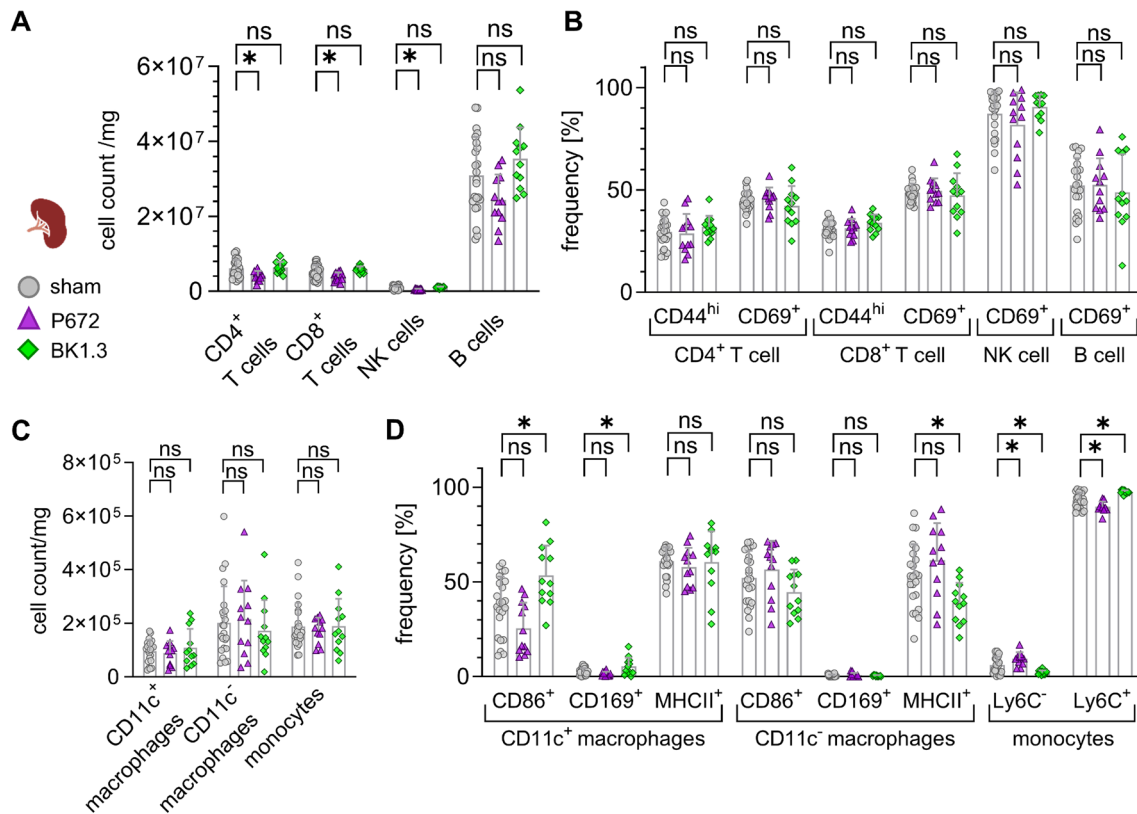 A
ns
ns
ns
ns
*
*
*
ns
6×10⁷
4×10⁷
2×10⁷
0
cell count /mg
sham
P672
BK1.3
CD4⁺
T cells
CD8⁺
T cells
NK cells
B cells
B
ns
ns
ns
ns
ns
ns
ns
ns
ns
ns
ns
ns
100
50
0
frequency [%]
CD44ʰⁱ
CD69⁺
CD44ʰⁱ
CD69⁺
CD69⁺
CD69⁺
CD4⁺ T cell
CD8⁺ T cell
NK cell
B cell
C
ns
ns
ns
ns
ns
ns
8×10⁵
6×10⁵
4×10⁵
2×10⁵
0
cell count/mg
CD11c⁺
macrophages
CD11c⁻
macrophages
monocytes
D
*
*
ns
ns
ns
*
*
*
ns
ns
ns
ns
ns
ns
*
*
100
50
0
frequency [%]
CD86⁺
CD169⁺
MHCII⁺
CD86⁺
CD169⁺
MHCII⁺
Ly6C⁻
Ly6C⁺
CD11c⁺ macrophages
CD11c⁻ macrophages
monocytes